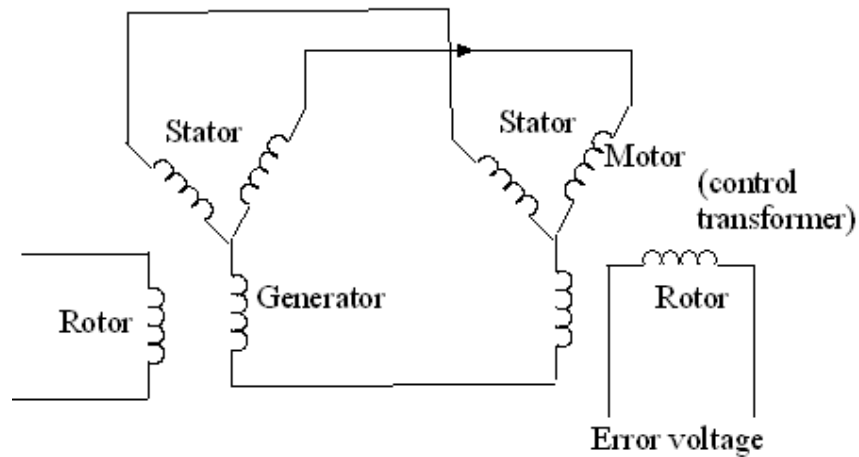 Stator
Stator
Motor
(control
transformer)
Generator
Rotor
Rotor
Error voltage